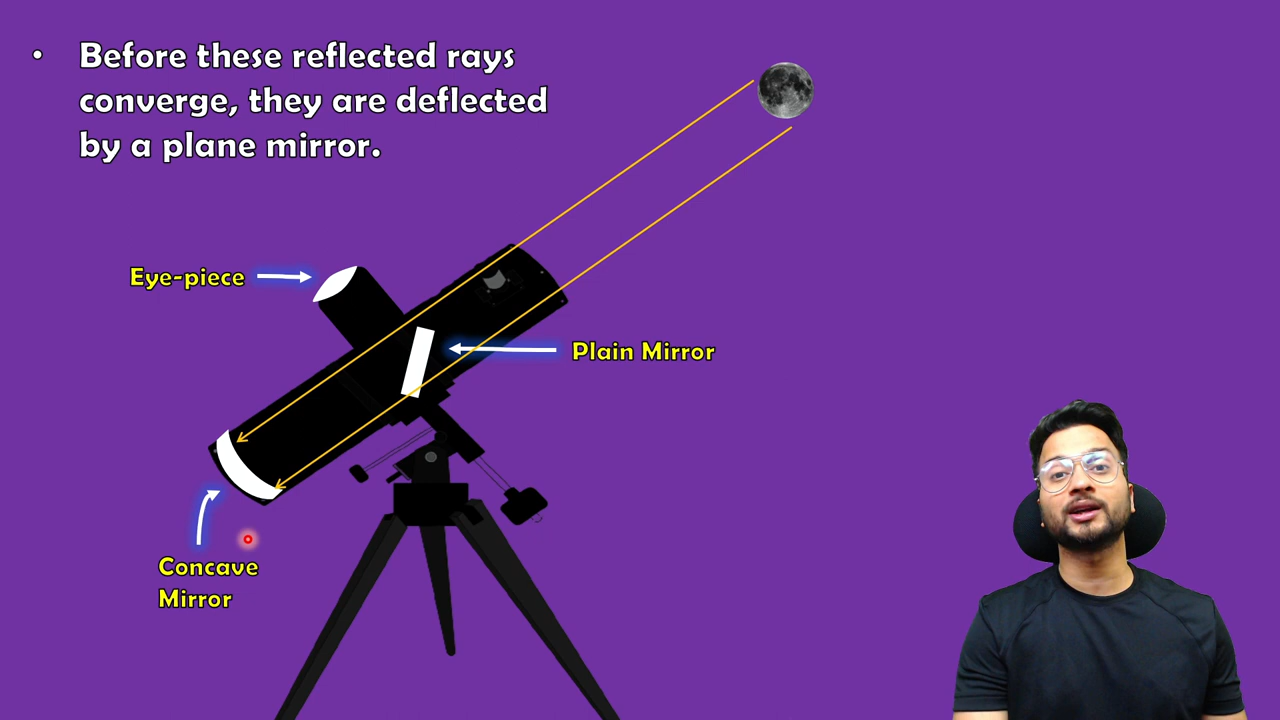 • Before these reflected rays
converge, they are deflected
by a plane mirror.
Eye-piece
Plain Mirror
Concave
Mirror